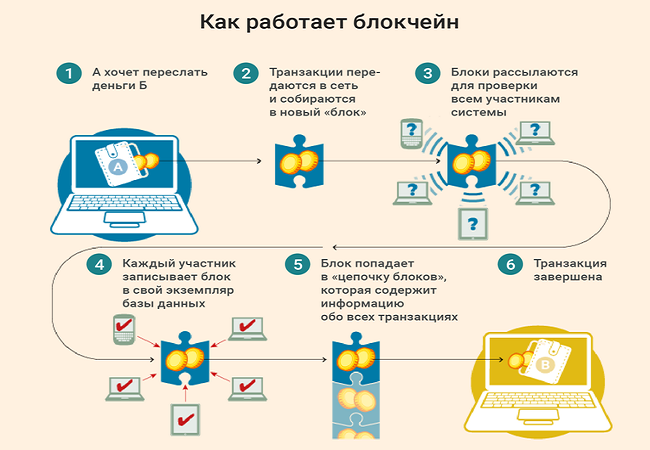 Как работает блокчейн
1
А хочет переслать
деньги Б
2
Транзакции пере-
даются в сеть
и собираются
в новый «блок»
3
Блоки рассылаются
для проверки
всем участникам
системы
A
?
?
?
?
?
4
Каждый участник
записывает блок
в свой экземпляр
базы данных
5
Блок попадает
в «цепочку блоков»,
которая содержит
информацию
обо всех транзакциях
6
Транзакция
завершена
B